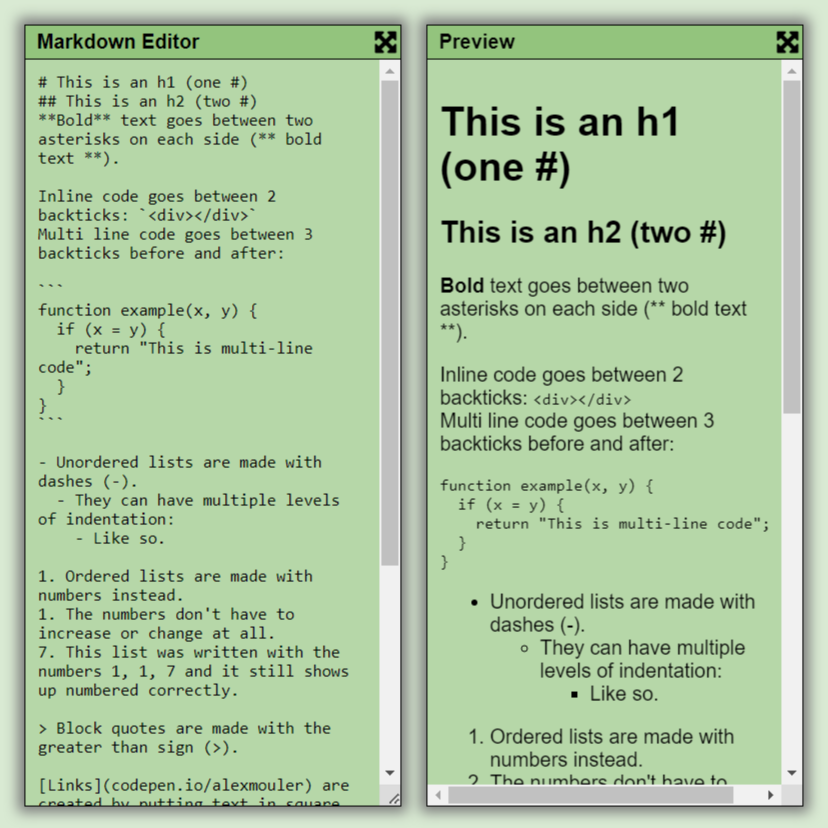 Markdown Editor
# This is an h1 (one #)
## This is an h2 (two #)
**Bold** text goes between two
asterisks on each side (** bold
text **).
Inline code goes between 2
backticks: `<div></div>`
Multi line code goes between 3
backticks before and after:
```
function example(x, y) {
  if (x = y) {
    return "This is multi-line
code";
  }
}
```
- Unordered lists are made with
dashes (-).
  - They can have multiple levels
of indentation:
    - Like so.
1. Ordered lists are made with
numbers instead.
1. The numbers don't have to
increase or change at all.
7. This list was written with the
numbers 1, 1, 7 and it still shows
up numbered correctly.
> Block quotes are made with the
greater than sign (>).
[Links](codepen.io/alexmouler) are
created by putting text in square
Preview
This is an h1
(one #)
This is an h2 (two #)
Bold text goes between two
asterisks on each side (** bold text
**).
Inline code goes between 2
backticks: <div></div>
Multi line code goes between 3
backticks before and after:
function example(x, y) {
  if (x = y) {
    return "This is multi-line code";
  }
}
• Unordered lists are made with
dashes (-).
◦ They can have multiple
levels of indentation:
▪ Like so.
1. Ordered lists are made with
numbers instead.
2. The numbers don't have to